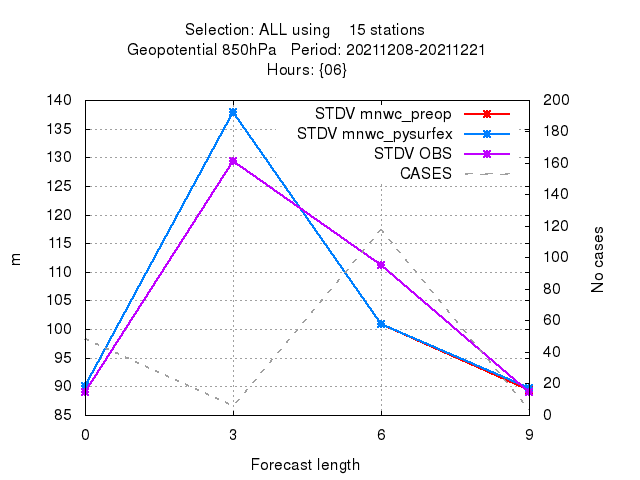 Selection: ALL using 15 stations
Geopotential 850hPa Period: 20211208-20211221
Hours: {06}
STDV mnwc_preop
STDV mnwc_pysurfex
STDV OBS
CASES
m
140
135
130
125
120
115
110
105
100
95
90
85
200
180
160
140
120
100
80
60
40
20
0
No cases
0 3 6 9
Forecast length